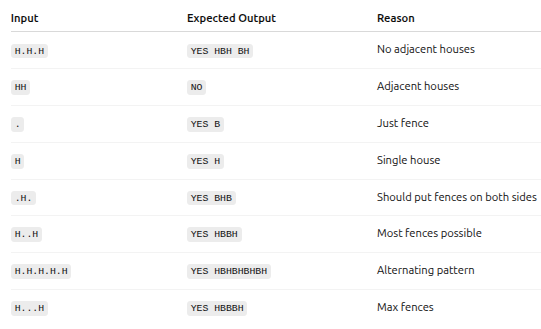 Input Expected Output Reason
H.H.H YES HBH BH No adjacent houses
HH NO Adjacent houses
. YES B Just fence
H YES H Single house
.H. YES BHB Should put fences on both sides
H..H YES HBBH Most fences possible
H.H.H.H YES HBHBHBHBH Alternating pattern
H...H YES HBBBH Max fences